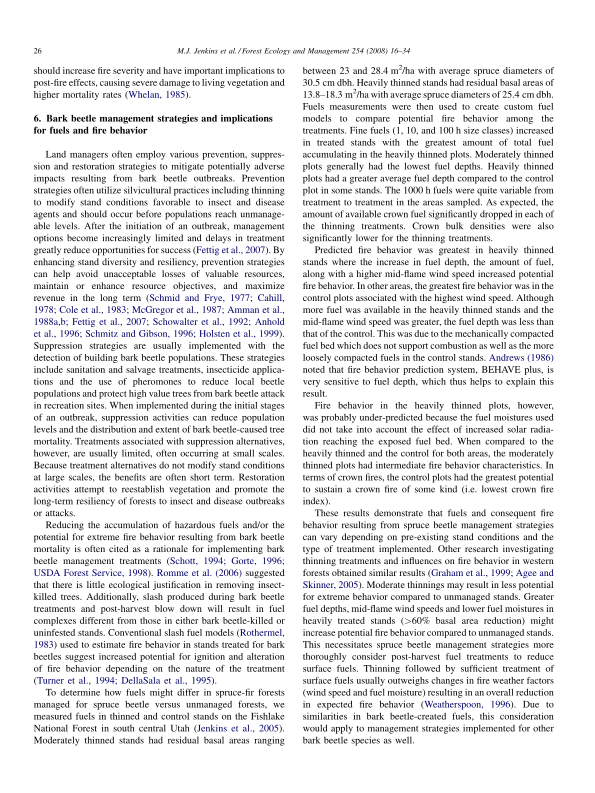 26
M.J. Jenkins et al. / Forest Ecology and Management 254 (2008) 16–34
should increase fire severity and have important implications to
post-fire effects, causing severe damage to living vegetation and
higher mortality rates (Whelan, 1985).
6. Bark beetle management strategies and implications
for fuels and fire behavior
Land managers often employ various prevention, suppres-
sion and restoration strategies to mitigate potentially adverse
impacts resulting from bark beetle outbreaks. Prevention
strategies often utilize silvicultural practices including thinning
to modify stand conditions favorable to insect and disease
agents and should occur before populations reach unmanage-
able levels. After the initiation of an outbreak, management
options become increasingly limited and delays in treatment
greatly reduce opportunities for success (Fettig et al., 2007). By
enhancing stand diversity and resiliency, prevention strategies
can help avoid unacceptable losses of valuable resources,
maintain or enhance resource objectives, and maximize
revenue in the long term (Schmid and Frye, 1977; Cahill,
1978; Cole et al., 1983; McGregor et al., 1987; Amman et al.,
1988a,b; Fettig et al., 2007; Schowalter et al., 1992; Anhold
et al., 1996; Schmitz and Gibson, 1996; Holsten et al., 1999).
Suppression strategies are usually implemented with the
detection of building bark beetle populations. These strategies
include sanitation and salvage treatments, insecticide applica-
tions and the use of pheromones to reduce local beetle
populations and protect high value trees from bark beetle attack
in recreation sites. When implemented during the initial stages
of an outbreak, suppression activities can reduce population
levels and the distribution and extent of bark beetle-caused tree
mortality. Treatments associated with suppression alternatives,
however, are usually limited, often occurring at small scales.
Because treatment alternatives do not modify stand conditions
at large scales, the benefits are often short term. Restoration
activities attempt to reestablish vegetation and promote the
long-term resiliency of forests to insect and disease outbreaks
or attacks.
Reducing the accumulation of hazardous fuels and/or the
potential for extreme fire behavior resulting from bark beetle
mortality is often cited as a rationale for implementing bark
beetle management treatments (Schott, 1994; Gorte, 1996;
USDA Forest Service, 1998). Romme et al. (2006) suggested
that there is little ecological justification in removing insect-
killed trees. Additionally, slash produced during bark beetle
treatments and post-harvest blow down will result in fuel
complexes different from those in either bark beetle-killed or
uninfested stands. Conventional slash fuel models (Rothermel,
1983) used to estimate fire behavior in stands treated for bark
beetles suggest increased potential for ignition and alteration
of fire behavior depending on the nature of the treatment
(Turner et al., 1994; DellaSala et al., 1995).
To determine how fuels might differ in spruce-fir forests
managed for spruce beetle versus unmanaged forests, we
measured fuels in thinned and control stands on the Fishlake
National Forest in south central Utah (Jenkins et al., 2005).
Moderately thinned stands had residual basal areas ranging
between 23 and 28.4 m²/ha with average spruce diameters of
30.5 cm dbh. Heavily thinned stands had residual basal areas of
13.8–18.3 m²/ha with average spruce diameters of 25.4 cm dbh.
Fuels measurements were then used to create custom fuel
models to compare potential fire behavior among the
treatments. Fine fuels (1, 10, and 100 h size classes) increased
in treated stands with the greatest amount of total fuel
accumulating in the heavily thinned plots. Moderately thinned
plots generally had the lowest fuel depths. Heavily thinned
plots had a greater average fuel depth compared to the control
plot in some stands. The 1000 h fuels were quite variable from
treatment to treatment in the areas sampled. As expected, the
amount of available crown fuel significantly dropped in each of
the thinning treatments. Crown bulk densities were also
significantly lower for the thinning treatments.
Predicted fire behavior was greatest in heavily thinned
stands where the increase in fuel depth, the amount of fuel,
along with a higher mid-flame wind speed increased potential
fire behavior. In other areas, the greatest fire behavior was in the
control plots associated with the highest wind speed. Although
more fuel was available in the heavily thinned stands and the
mid-flame wind speed was greater, the fuel depth was less than
that of the control. This was due to the mechanically compacted
fuel bed which does not support combustion as well as the more
loosely compacted fuels in the control stands. Andrews (1986)
noted that fire behavior prediction system, BEHAVE plus, is
very sensitive to fuel depth, which thus helps to explain this
result.
Fire behavior in the heavily thinned plots, however,
was probably under-predicted because the fuel moistures used
did not take into account the effect of increased solar radia-
tion reaching the exposed fuel bed. When compared to the
heavily thinned and the control for both areas, the moderately
thinned plots had intermediate fire behavior characteristics. In
terms of crown fires, the control plots had the greatest potential
to sustain a crown fire of some kind (i.e. lowest crown fire
index).
These results demonstrate that fuels and consequent fire
behavior resulting from spruce beetle management strategies
can vary depending on pre-existing stand conditions and the
type of treatment implemented. Other research investigating
thinning treatments and influences on fire behavior in western
forests obtained similar results (Graham et al., 1999; Agee and
Skinner, 2005). Moderate thinnings may result in less potential
for extreme behavior compared to unmanaged stands. Greater
fuel depths, mid-flame wind speeds and lower fuel moistures in
heavily treated stands (>60% basal area reduction) might
increase potential fire behavior compared to unmanaged stands.
This necessitates spruce beetle management strategies more
thoroughly consider post-harvest fuel treatments to reduce
surface fuels. Thinning followed by sufficient treatment of
surface fuels usually outweighs changes in fire weather factors
(wind speed and fuel moisture) resulting in an overall reduction
in expected fire behavior (Weatherspoon, 1996). Due to
similarities in bark beetle-created fuels, this consideration
would apply to management strategies implemented for other
bark beetle species as well.